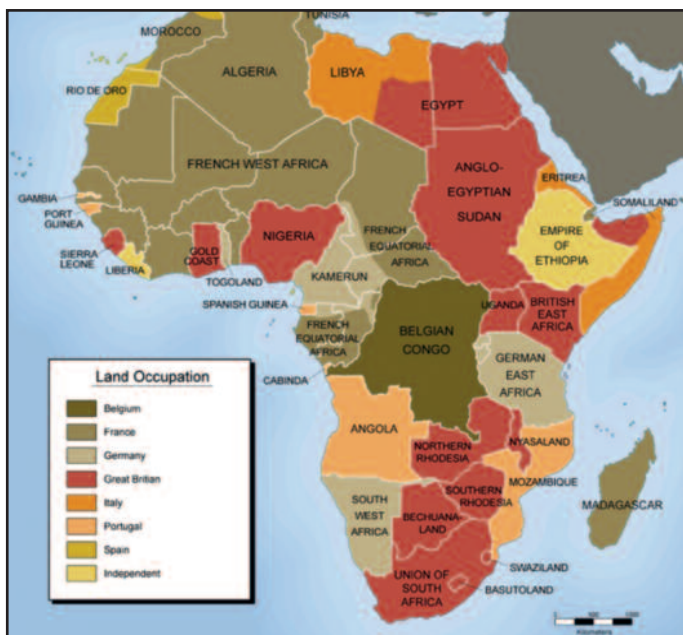 TUNISIA
MOROCCO
ALGERIA
LIBYA
EGYPT
RIO DE ORO
FRENCH WEST AFRICA
ANGLO-
EGYPTIAN
SUDAN
ERITREA
GAMBIA
PORT
GUINEA
SOMALILAND
FRENCH
EQUATORIAL
AFRICA
NIGERIA
EMPIRE
OF
ETHIOPIA
SIERRA
LEONE
GOLD
COAST
LIBERIA
KAMERUN
TOGOLAND
SPANISH GUINEA
UGANDA
BRITISH
EAST
AFRICA
BELGIAN
CONGO
FRENCH
EQUATORIAL
AFRICA
GERMAN
EAST
AFRICA
CABINDA
Land Occupation
Belgium
France
Germany
Great Britian
Italy
Portugal
Spain
Independent
ANGOLA
NORTHERN
RHODESIA
NYASALAND
MOZAMBIQUE
SOUTHERN
RHODESIA
MADAGASCAR
SOUTH
WEST
AFRICA
BECHUANA-
LAND
SWAZILAND
BASUTOLAND
UNION OF
SOUTH
AFRICA
0 500 1000
Kilometers